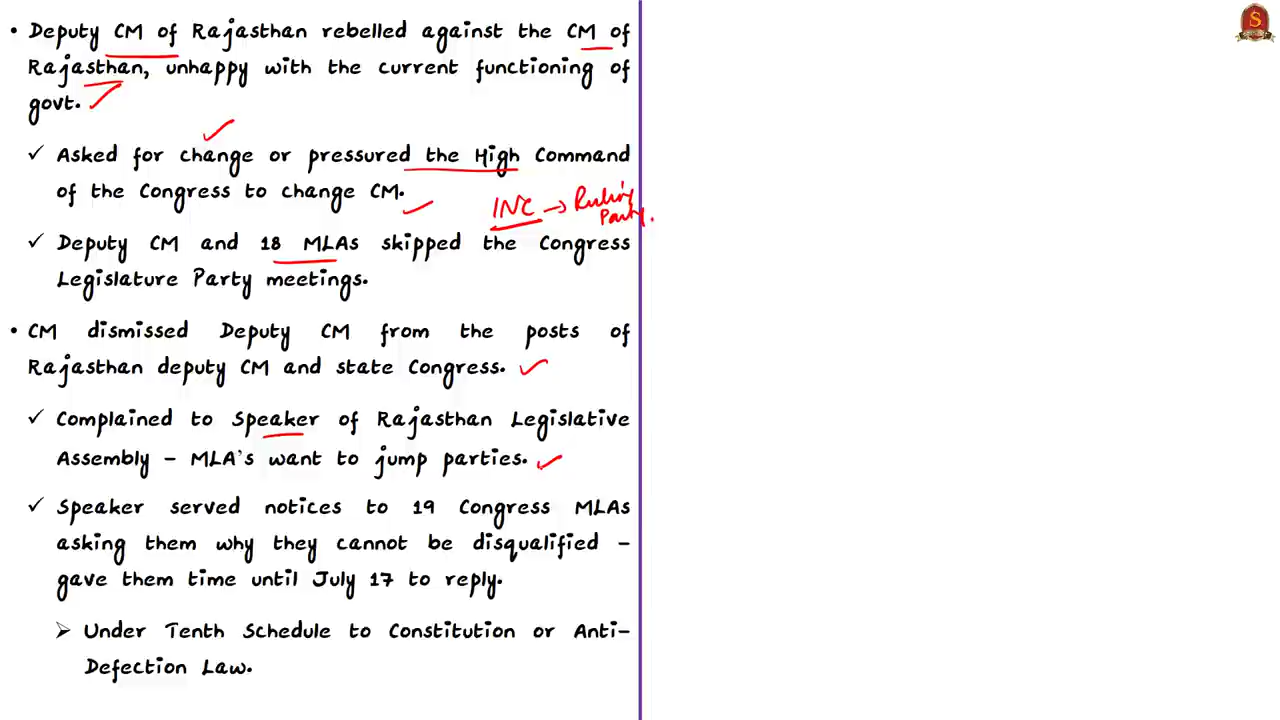 • Deputy CM of Rajasthan rebelled against the CM of
Rajasthan, unhappy with the current functioning of
govt.
✓ Asked for change or pressured the High Command
of the Congress to change CM.
INC → Ruling
Party.
✓ Deputy CM and 18 MLAs skipped the Congress
Legislature Party meetings.
• CM dismissed Deputy CM from the posts of
Rajasthan deputy CM and state Congress.
✓ Complained to Speaker of Rajasthan Legislative
Assembly – MLA's want to jump parties.
✓ Speaker served notices to 19 Congress MLAs
asking them why they cannot be disqualified –
gave them time until July 17 to reply.
➤ Under Tenth Schedule to Constitution or Anti-
Defection Law.
S